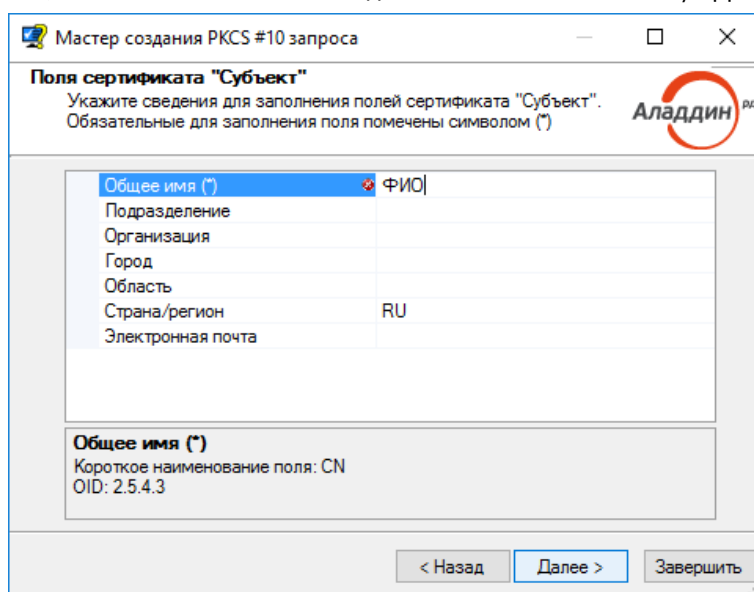 Мастер создания PKCS #10 запроса
Поля сертификата "Субъект"
Укажите сведения для заполнения полей сертификата "Субъект".
Обязательные для заполнения поля помечены символом (*)
Аладдин
Общее имя (*) ФИО
Подразделение
Организация
Город
Область
Страна/регион RU
Электронная почта
Общее имя (*)
Короткое наименование поля: CN
OID: 2.5.4.3
< Назад Далее > Завершить